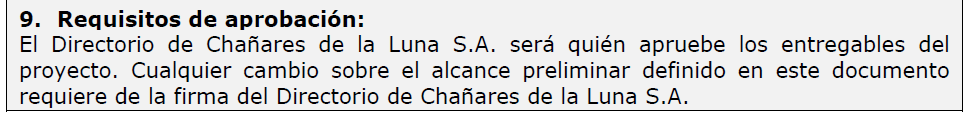 9. Requisitos de aprobación:
El Directorio de Chañares de la Luna S.A. será quién apruebe los entregables del
proyecto. Cualquier cambio sobre el alcance preliminar definido en este documento
requiere de la firma del Directorio de Chañares de la Luna S.A.